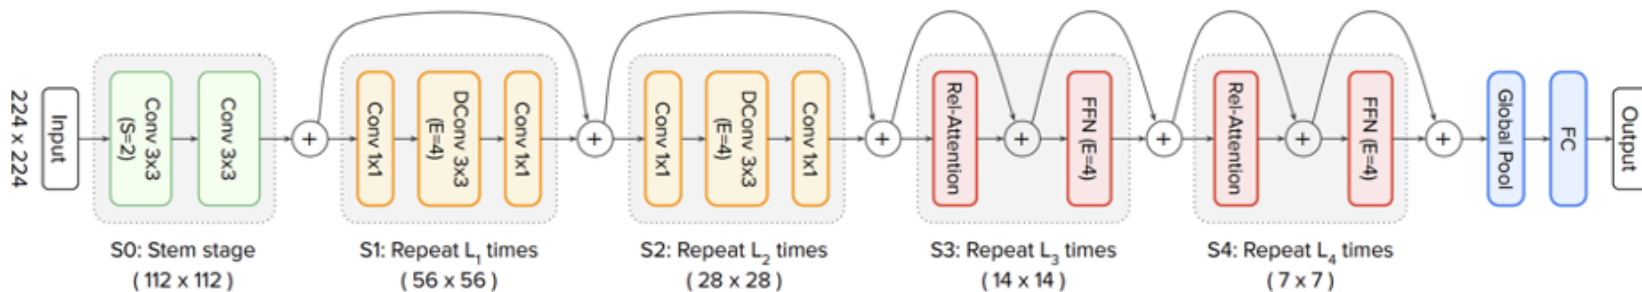 224 x 224
Input
Conv 3x3
(S=2)
Conv 3x3
+
Conv 1x1
DConv 3x3
(E=4)
Conv 1x1
+
Conv 1x1
DConv 3x3
(E=4)
Conv 1x1
+
Rel-Attention
+
FFN (E=4)
+
Rel-Attention
+
FFN (E=4)
+
Global Pool
FC
Output
S0: Stem stage
( 112 x 112 )
S1: Repeat L1 times
( 56 x 56 )
S2: Repeat L2 times
( 28 x 28 )
S3: Repeat L3 times
( 14 x 14 )
S4: Repeat L4 times
( 7 x 7 )